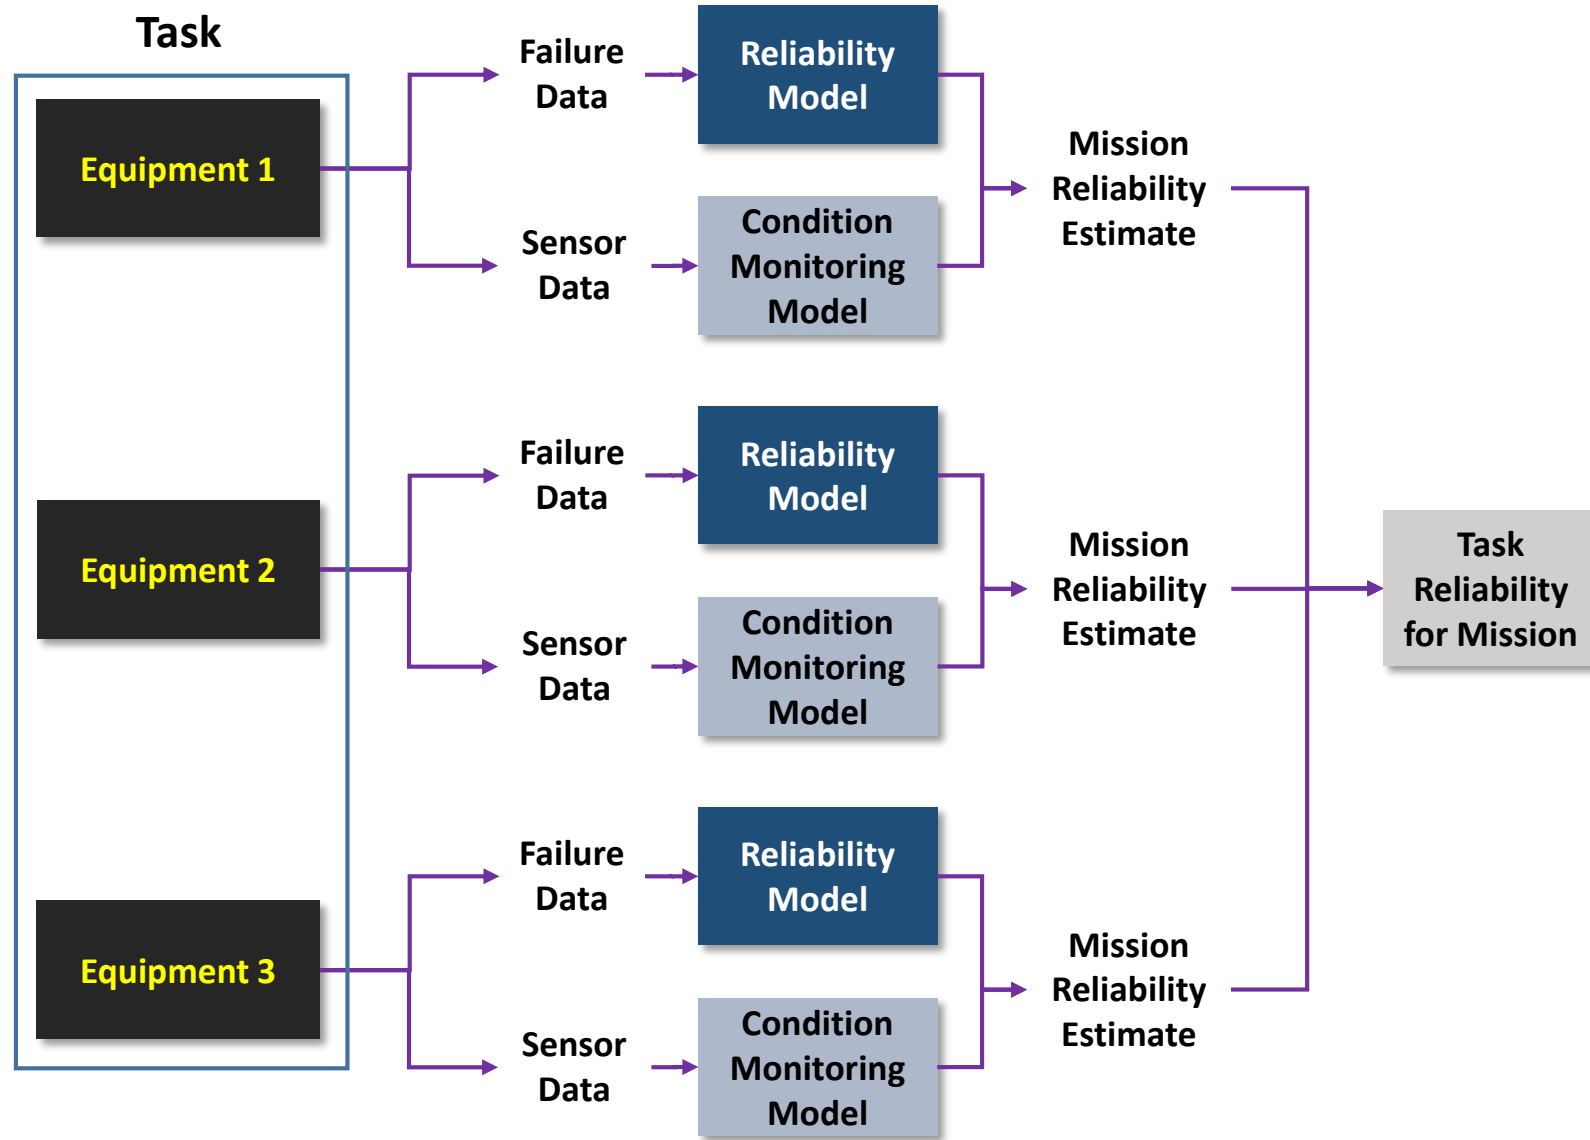 Task
Equipment 1
Failure
Data
Reliability
Model
Sensor
Data
Condition
Monitoring
Model
Mission
Reliability
Estimate
Equipment 2
Failure
Data
Reliability
Model
Sensor
Data
Condition
Monitoring
Model
Mission
Reliability
Estimate
Equipment 3
Failure
Data
Reliability
Model
Sensor
Data
Condition
Monitoring
Model
Mission
Reliability
Estimate
Task
Reliability
for Mission